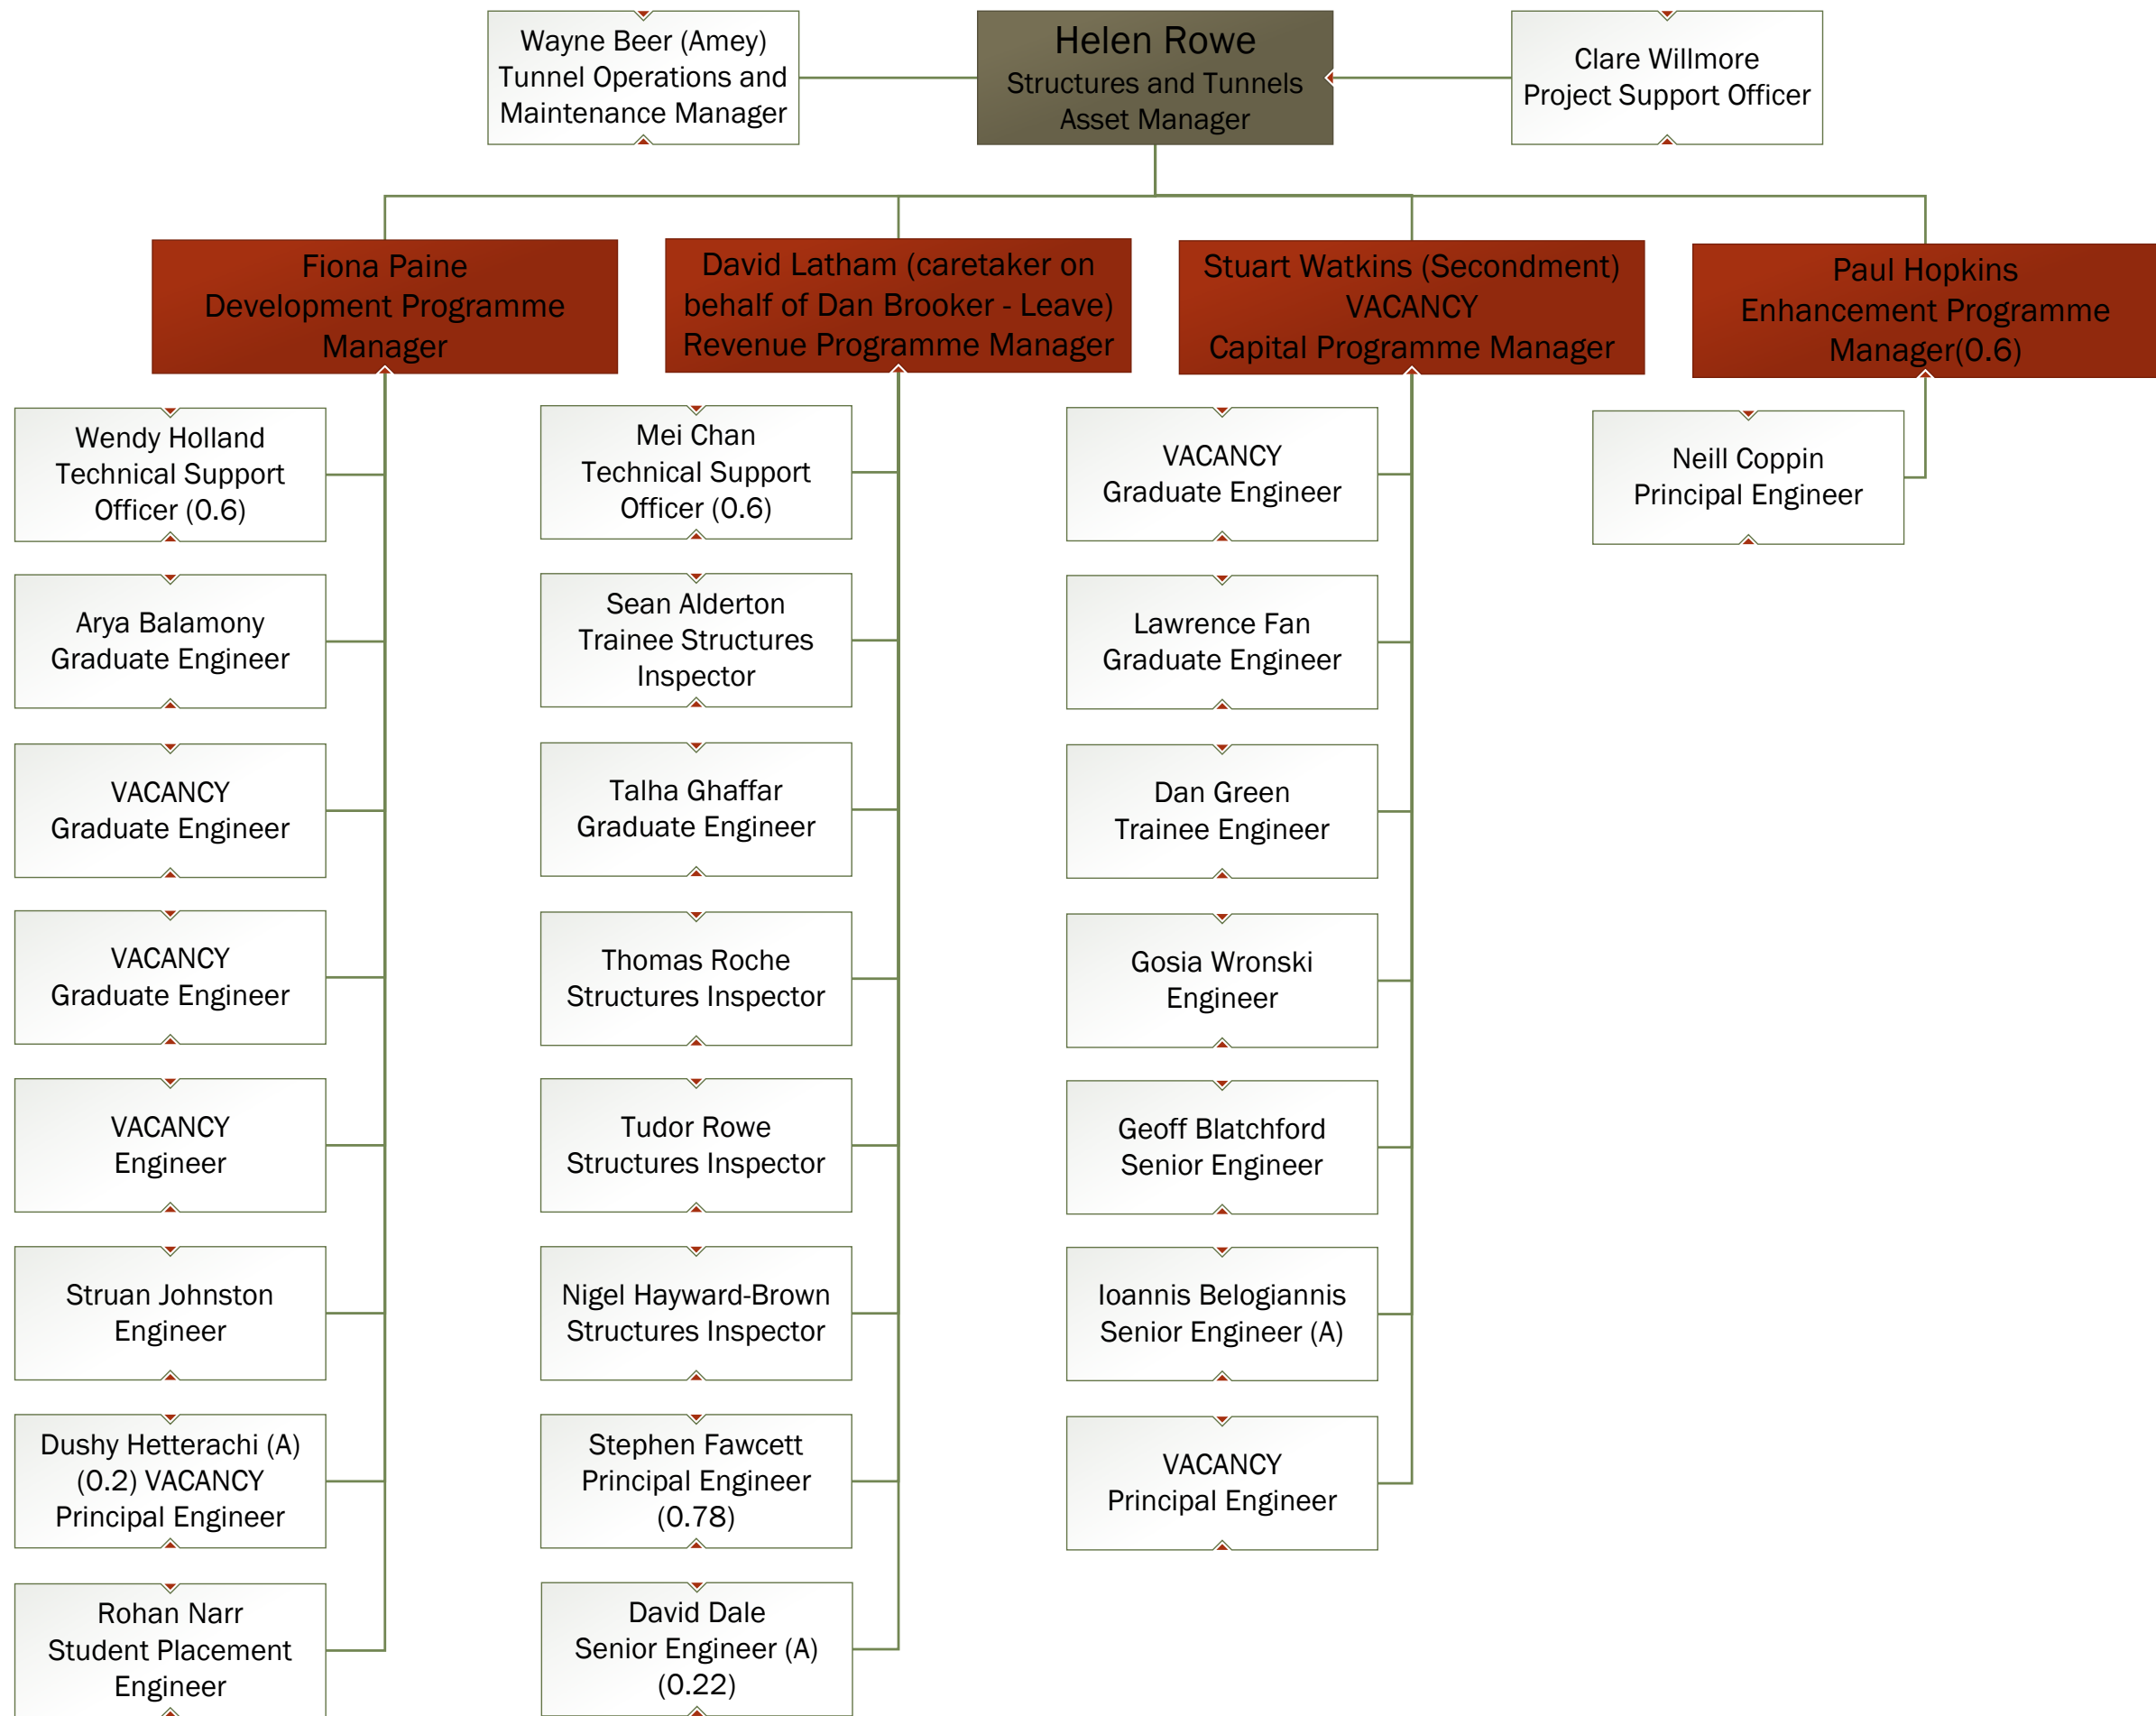 Wayne Beer (Amey)
Tunnel Operations and
Maintenance Manager
Helen Rowe
Structures and Tunnels
Asset Manager
Clare Willmore
Project Support Officer
Fiona Paine
Development Programme
Manager
David Latham (caretaker on
behalf of Dan Brooker - Leave)
Revenue Programme Manager
Stuart Watkins (Secondment)
VACANCY
Capital Programme Manager
Paul Hopkins
Enhancement Programme
Manager(0.6)
Wendy Holland
Technical Support
Officer (0.6)
Arya Balamony
Graduate Engineer
VACANCY
Graduate Engineer
VACANCY
Graduate Engineer
VACANCY
Engineer
Struan Johnston
Engineer
Dushy Hetterachi (A)
(0.2) VACANCY
Principal Engineer
Rohan Narr
Student Placement
Engineer
Mei Chan
Technical Support
Officer (0.6)
Sean Alderton
Trainee Structures
Inspector
Talha Ghaffar
Graduate Engineer
Thomas Roche
Structures Inspector
Tudor Rowe
Structures Inspector
Nigel Hayward-Brown
Structures Inspector
Stephen Fawcett
Principal Engineer
(0.78)
David Dale
Senior Engineer (A)
(0.22)
VACANCY
Graduate Engineer
Lawrence Fan
Graduate Engineer
Dan Green
Trainee Engineer
Gosia Wronski
Engineer
Geoff Blatchford
Senior Engineer
Ioannis Belogiannis
Senior Engineer (A)
VACANCY
Principal Engineer
Neill Coppin
Principal Engineer